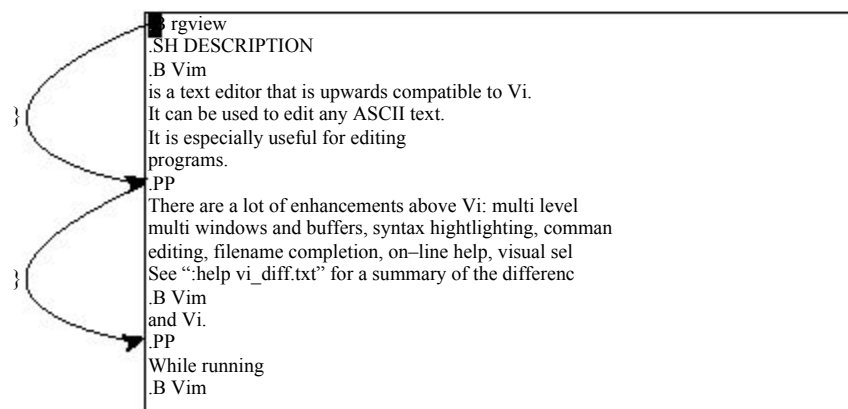 .B rgview
.SH DESCRIPTION
.B Vim
is a text editor that is upwards compatible to Vi.
} It can be used to edit any ASCII text.
It is especially useful for editing
programs.
.PP
There are a lot of enhancements above Vi: multi level
multi windows and buffers, syntax hightlighting, comman
editing, filename completion, on–line help, visual sel
} See “:help vi_diff.txt” for a summary of the differenc
.B Vim
and Vi.
.PP
While running
.B Vim